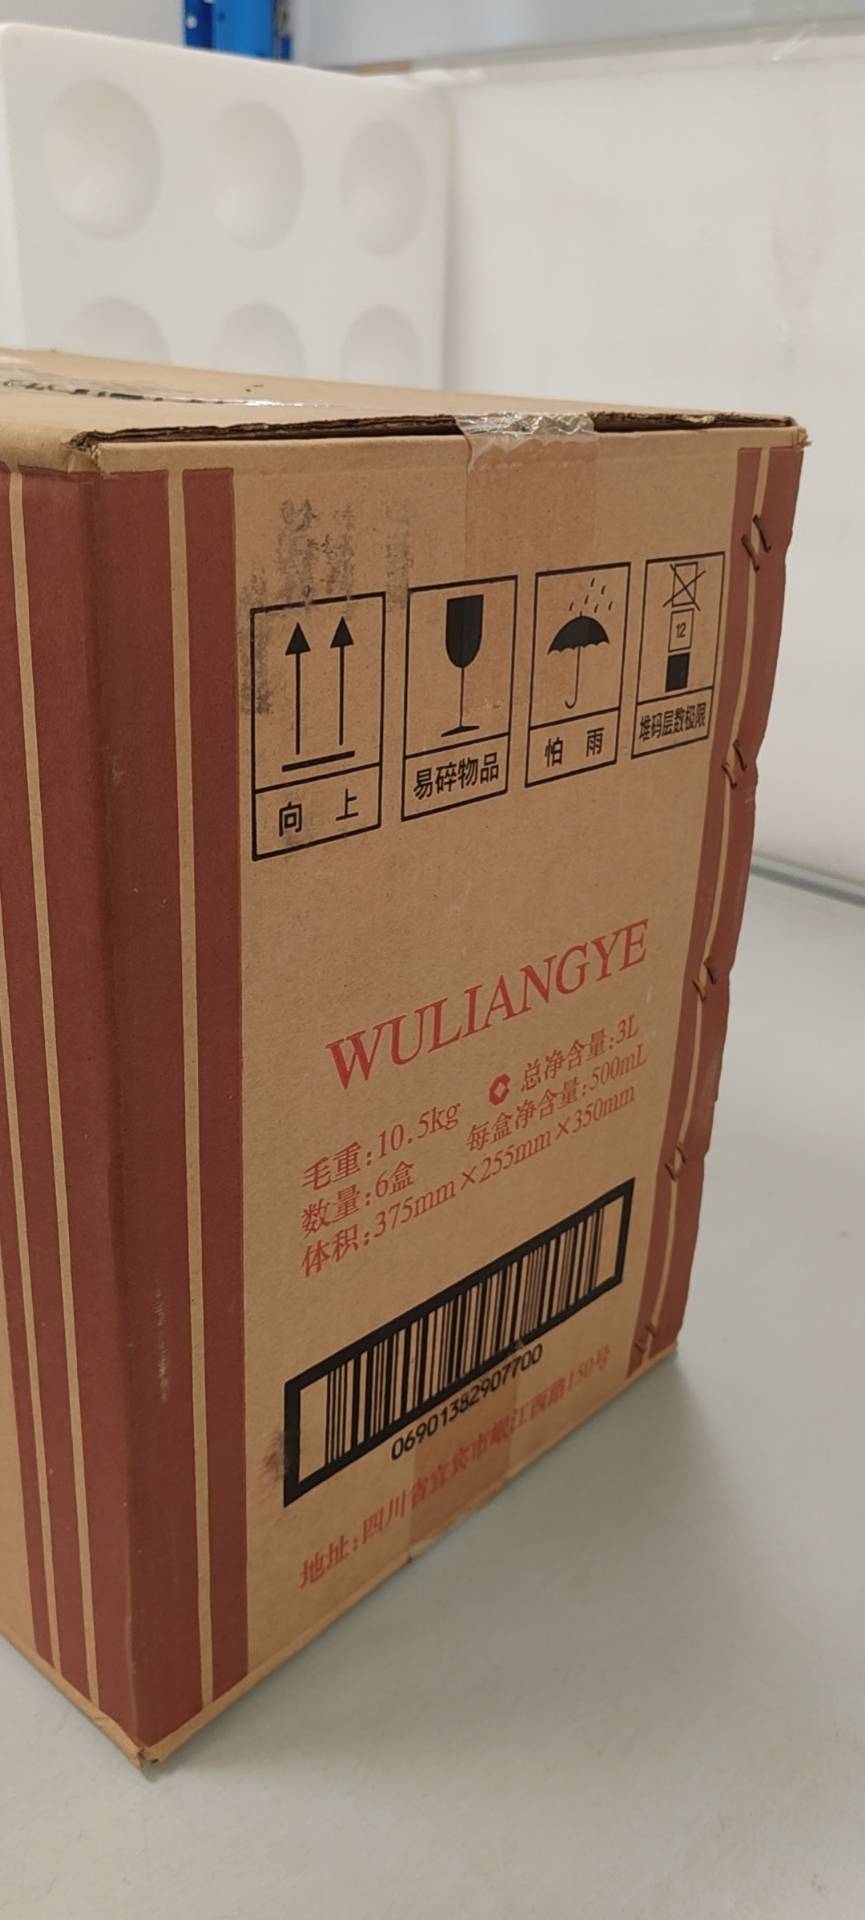 向 上
易碎物品
怕 雨
12
堆码层数极限
WULIANGYE
毛重:10.5kg 总净含量:3L
数量:6盒 每盒净含量:500mL
体积:375mm×255mm×350mm
06901382907700
地址:四川省宜宾市岷江西路150号